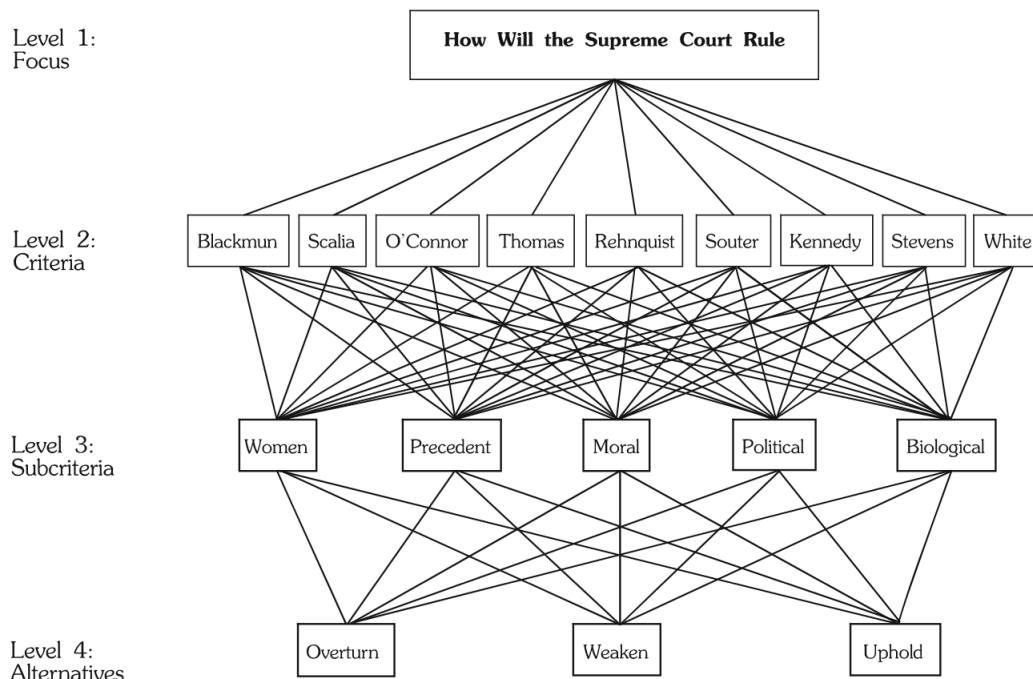 Level 1:
Focus
How Will the Supreme Court Rule
Level 2:
Criteria
Blackmun
Scalia
O'Connor
Thomas
Rehnquist
Souter
Kennedy
Stevens
White
Level 3:
Subcriteria
Women
Precedent
Moral
Political
Biological
Level 4:
Alternatives
Overturn
Weaken
Uphold